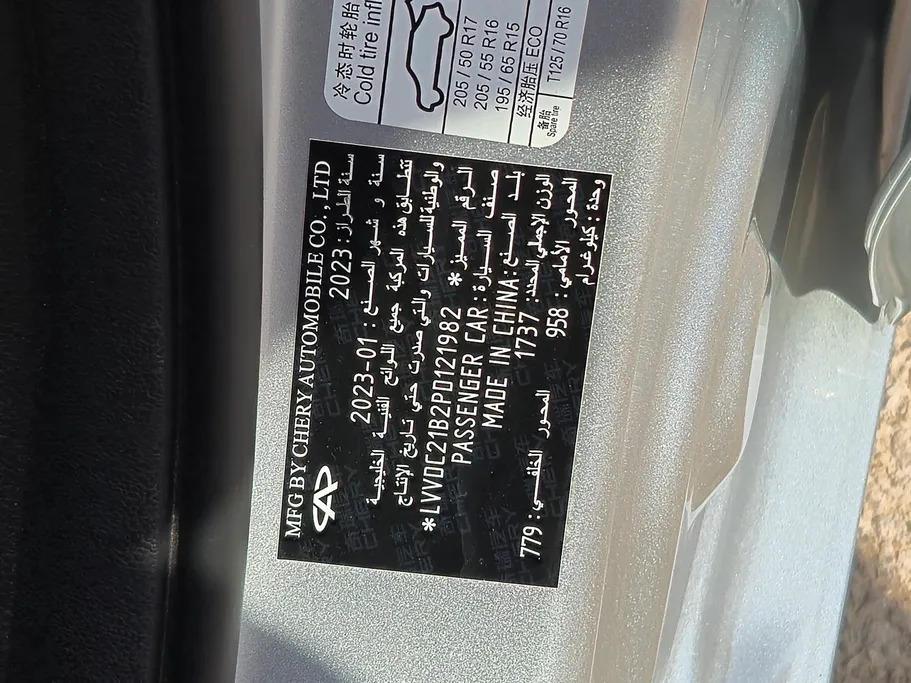 冷态时轮胎
Cold tire infl
205 / 50 R17
205 / 55 R16
195 / 65 R15
经济胎压 ECO
备胎
Spare tire
T125 / 70 R16
MFG BY CHERY AUTOMOBILE CO. , LTD
سنة الطراز : 2023
سنة و شهر الصنع : 2023-01
تتطابق هذه المركبة جميع اللوائح الفنية الخليجية
والوطنية للسيارات والتي صدرت حتي تاريخ الإنتاج
الرقم المميز *LVVDC21B2PD121982 *
صنف السيارة : PASSENGER CAR
بلد الصنع: MADE IN CHINA
الوزن الإجمالي المحدد: 1737
المحور الأمامي : 958 المحور الخلفي : 779
وحدة : كيلوغرام